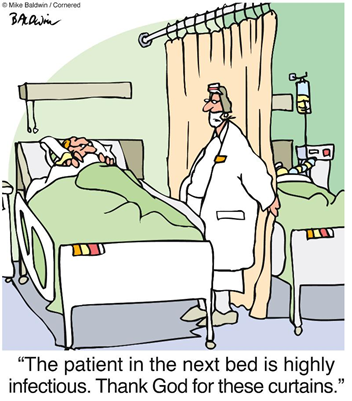 © Mike Baldwin / Cornered
BALDWIN
“The patient in the next bed is highly
infectious. Thank God for these curtains.”